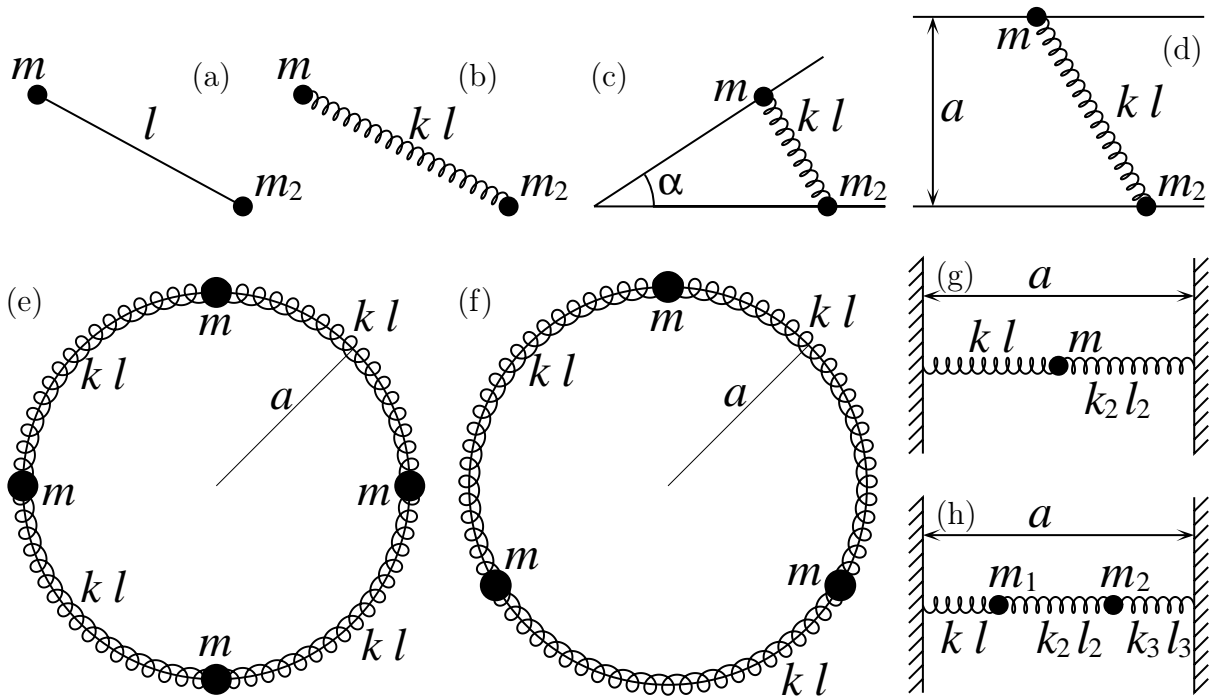 m
(a)
l
m₂
m
(b)
k l
m₂
(c)
m
k l
α
m₂
(d)
m
a
k l
m₂
(e)
m
k l
k l
a
m
m
k l
k l
m
(f)
m
k l
k l
a
m
m
k l
(g)
a
k l
m
k₂ l₂
(h)
a
m₁
m₂
k l
k₂ l₂
k₃ l₃